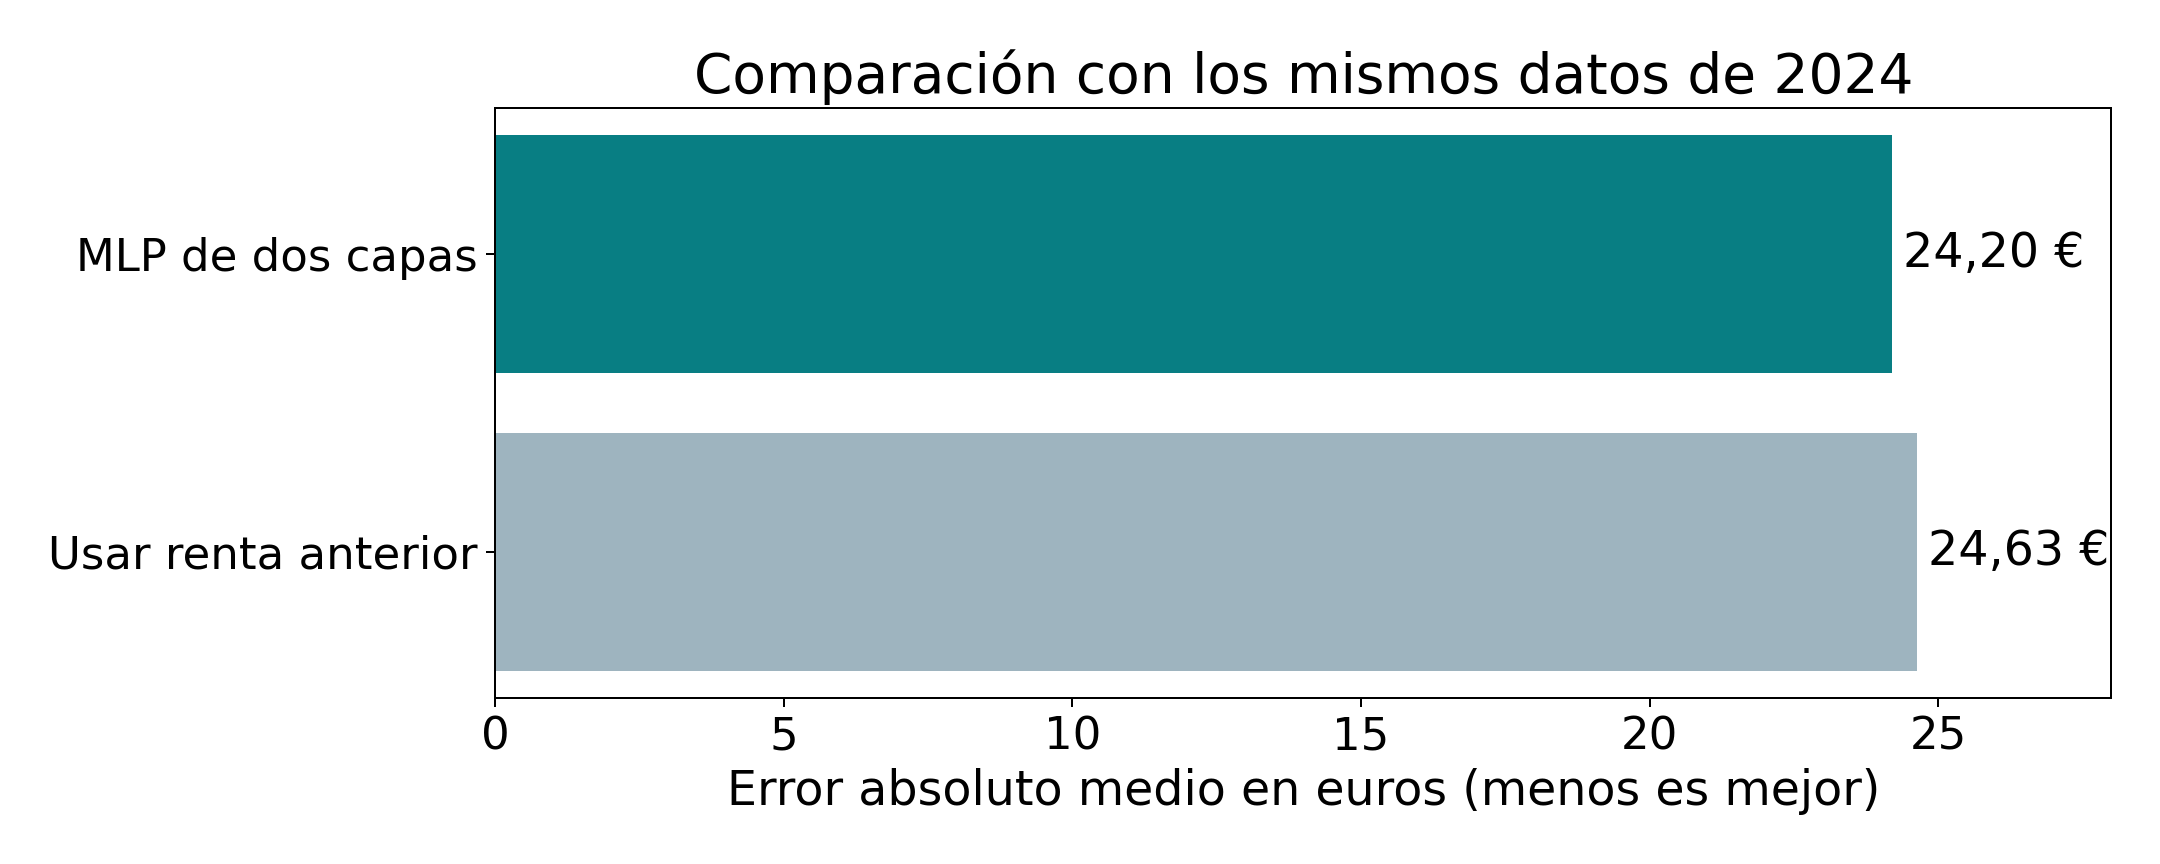 Comparación con los mismos datos de 2024
MLP de dos capas
24,20 €
Usar renta anterior
24,63 €
0 5 10 15 20 25
Error absoluto medio en euros (menos es mejor)